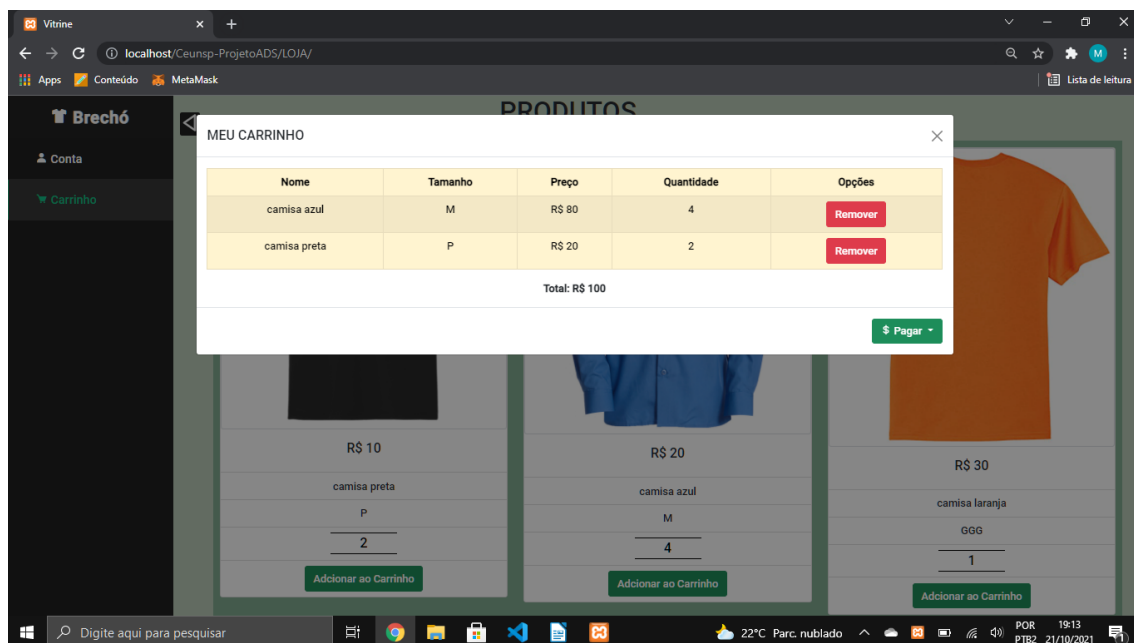 Vitrine
localhost/Ceunsp-ProjetoADS/LOJA/
M
Apps Conteúdo MetaMask Lista de leitura
Brechó
Conta
Carrinho
PRODUTOS
MEU CARRINHO
Nome Tamanho Preço Quantidade Opções
camisa azul M R$ 80 4 Remover
camisa preta P R$ 20 2 Remover
Total: R$ 100
$ Pagar
R$ 10
camisa preta
P
2
Adcionar ao Carrinho
R$ 20
camisa azul
M
4
Adcionar ao Carrinho
R$ 30
camisa laranja
GGG
1
Adcionar ao Carrinho
Digite aqui para pesquisar
22°C Parc. nublado
POR
PTB2
19:13
21/10/2021
1